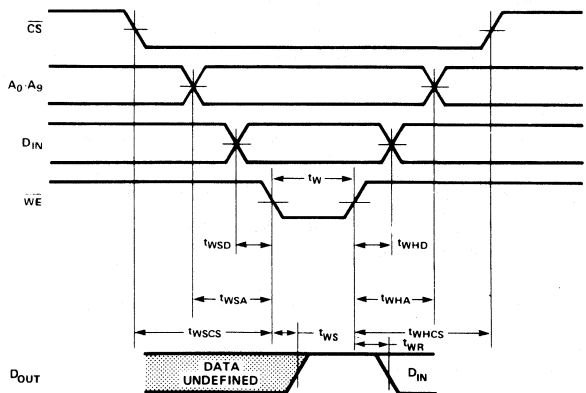 CS
A0-A9
DIN
tW
WE
tWSD
tWHD
tWSA
tWHA
tWSCS
tWS
tWHCS
tWR
DOUT
DATA
UNDEFINED
DIN